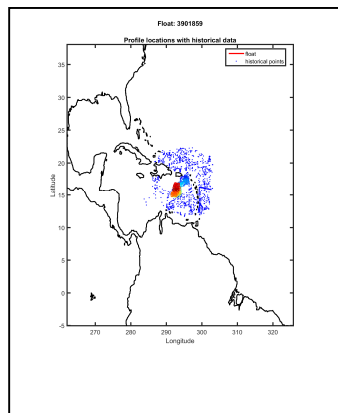 Float: 3901859
Profile locations with historical data
float
historical points
35
30
25
20
15
10
5
0
-5
Latitude
270
280
290
300
310
320
Longitude